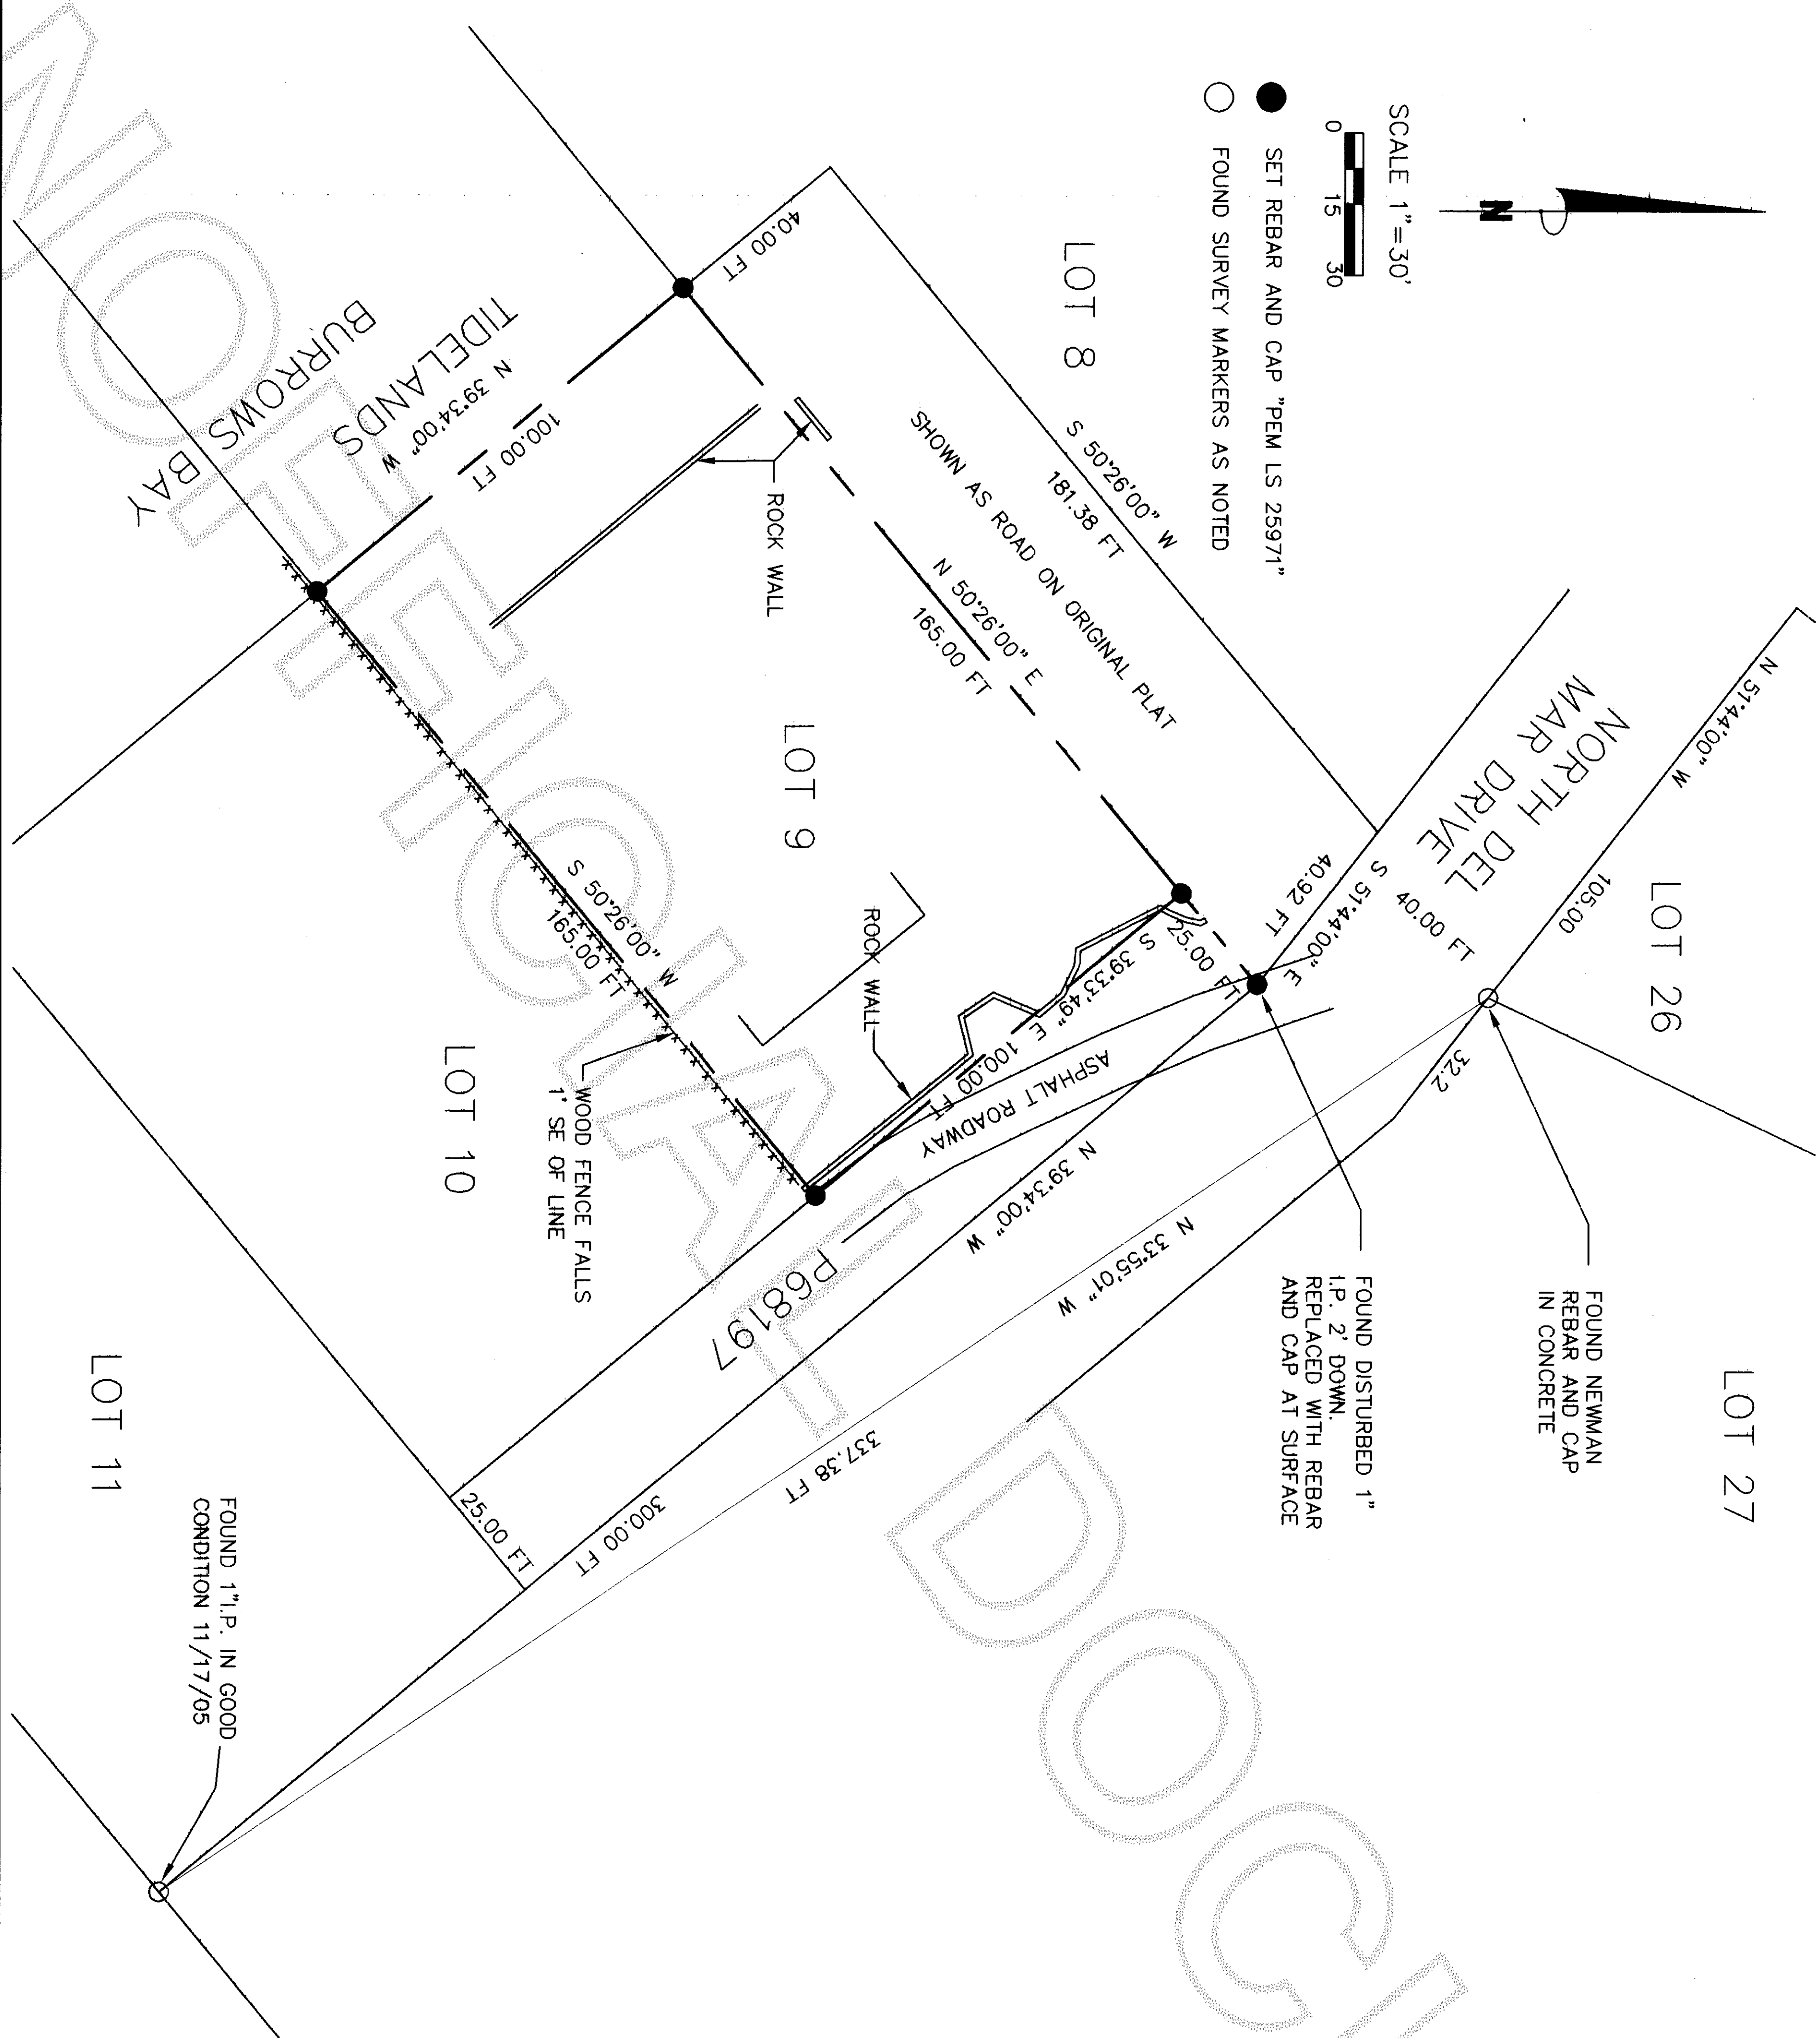 SCALE 1"=30'
0 15 30
N
SET REBAR AND CAP "PEM LS 25971"
FOUND SURVEY MARKERS AS NOTED
LOT 8
40.00 FT
S 50°26'00" W
181.38 FT
SHOWN AS ROAD ON ORIGINAL PLAT
N 50°26'00" E
165.00 FT
ROCK WALL
TIDELANDS
BURROWS BAY
N 39°34'00" W
100.00 FT
LOT 9
NORTH DEL
MAR DRIVE
N 51°44'00" W
105.00
LOT 26
40.00 FT
S 51°44'00" E
40.92 FT
25.00 FT
S 39°33'49" E 100.00 FT
ROCK WALL
ASPHALT ROADWAY
32.2
FOUND NEWMAN
REBAR AND CAP
IN CONCRETE
LOT 27
FOUND DISTURBED 1"
I.P. 2' DOWN.
REPLACED WITH REBAR
AND CAP AT SURFACE
N 39°34'00" W
300.00 FT
N 33°55'01" W
337.38 FT
P68197
S 50°26'00" W
165.00 FT
WOOD FENCE FALLS
1' SE OF LINE
LOT 10
25.00 FT
LOT 11
FOUND 1"I.P. IN GOOD
CONDITION 11/17/05
NOFFICIAL DOCU